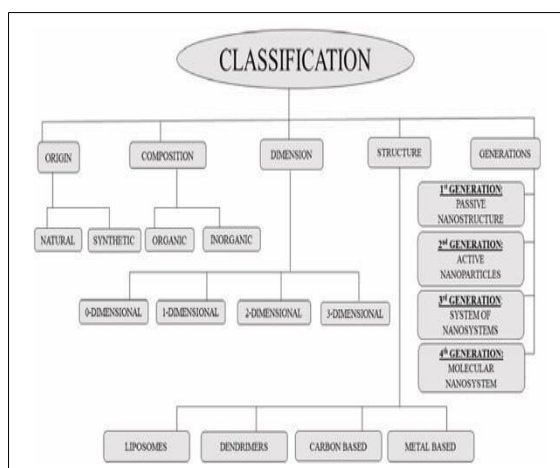 CLASSIFICATION
ORIGIN
COMPOSITION
DIMENSION
STRUCTURE
GENERATIONS
NATURAL
SYNTHETIC
ORGANIC
INORGANIC
0-DIMENSIONAL
1-DIMENSIONAL
2-DIMENSIONAL
3-DIMENSIONAL
1st GENERATION:
PASSIVE
NANOSTRUCTURE
2nd GENERATION:
ACTIVE
NANOPARTICLES
3rd GENERATION:
SYSTEM OF
NANOSYSTEMS
4th GENERATION:
MOLECULAR
NANOSYSTEM
LIPOSOMES
DENDRIMERS
CARBON BASED
METAL BASED